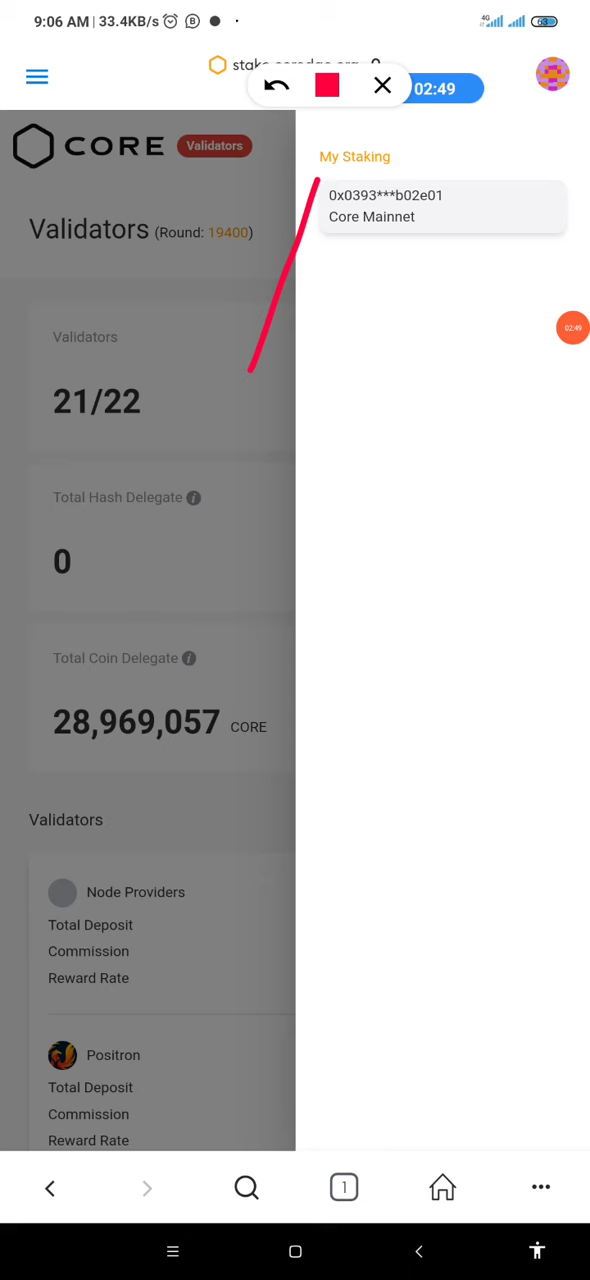 9:06 AM | 33.4KB/s
4G
63
02:49
CORE
Validators
My Staking
0x0393***b02e01
Core Mainnet
Validators (Round: 19400)
02:49
Validators
21/22
Total Hash Delegate
0
Total Coin Delegate
28,969,057 CORE
Validators
Node Providers
Total Deposit
Commission
Reward Rate
Positron
Total Deposit
Commission
Reward Rate
1